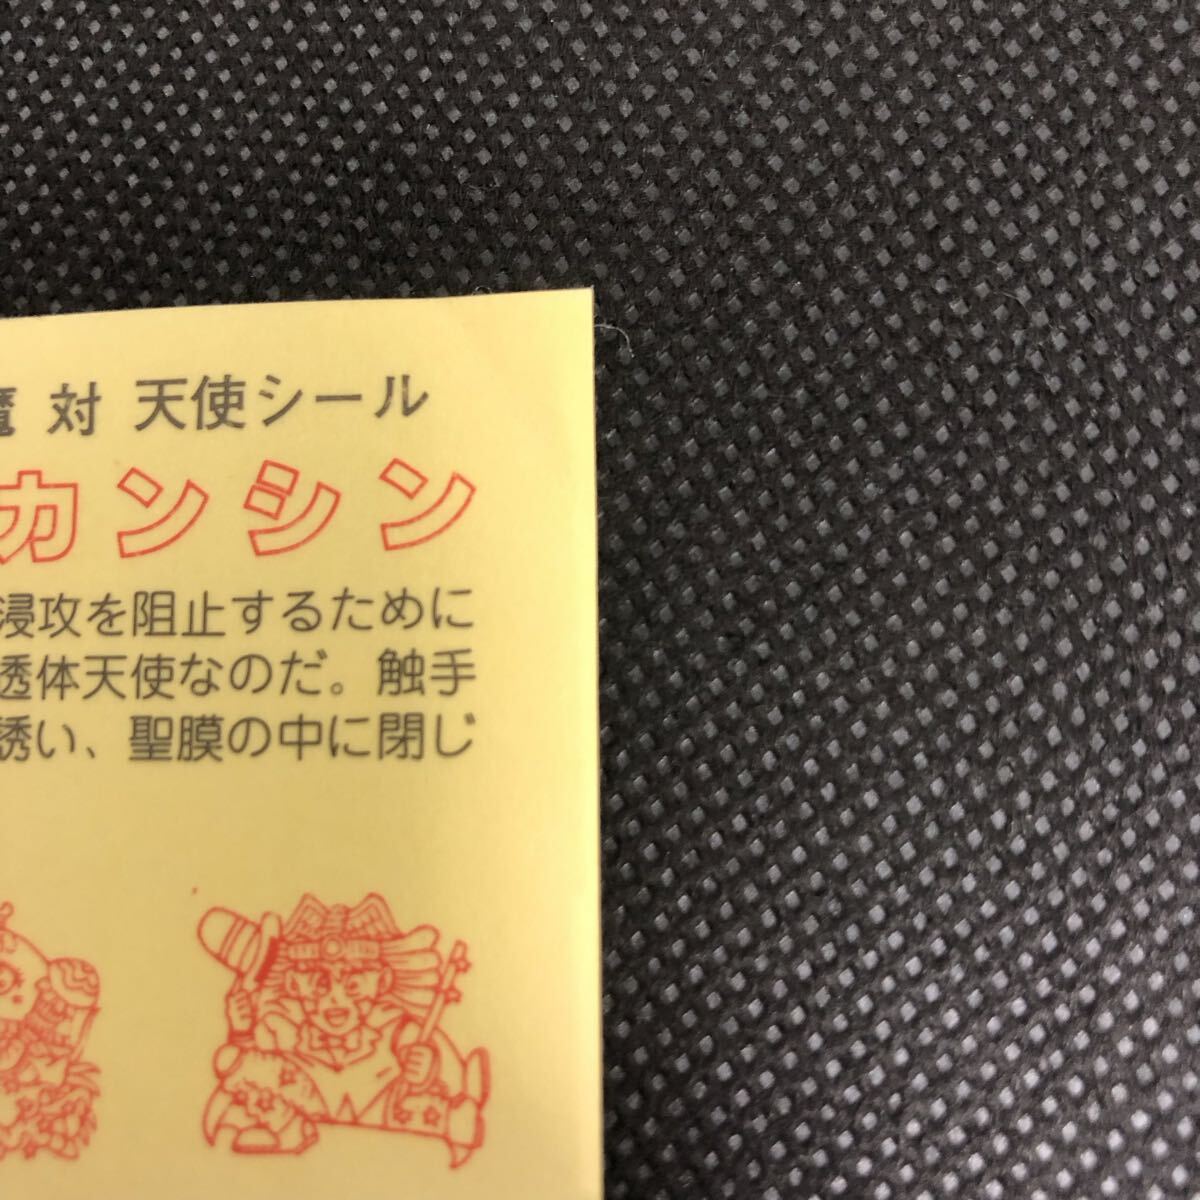 魔 対 天使シール
カンシン
浸攻を阻止するために
透体天使なのだ。触手
誘い、聖膜の中に閉じ